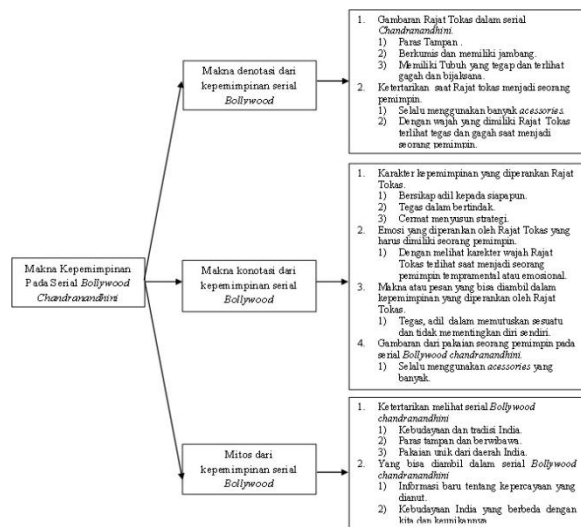 Makna Kepemimpinan
Pada Serial Bollywood
Chandranandhini
Makna denotasi dari
kepemimpinan serial
Bollywood
1. Gambaran Rajat Tokas dalam serial
Chandranandhini.
1) Paras Tampan .
2) Berkumis dan memiliki jambang.
3) Memiliki Tubuh yang tegap dan terlihat
gagah dan bijaksana.
2. Ketertarikan saat Rajat tokas menjadi seorang
pemimpin.
1) Selalu menggunakan banyak acessories.
2) Dengan wajah yang dimiliki Rajat Tokas
terlihat tegas dan gagah saat menjadi
seorang pemimpin.
Makna konotasi dari
kepemimpinan serial
Bollywood
1. Karakter kepemimpinan yang diperankan Rajat
Tokas.
1) Bersikap adil kepada siapapun.
2) Tegas dalam bertindak.
3) Cermat menyusun strategi.
2. Emosi yang diperankan oleh Rajat Tokas yang
harus dimiliki seorang pemimpin.
1) Dengan melihat karekter wajah Rajat
Tokas terlihat saat menjadi seorang
pemimpin tempramental atau emosional.
3. Makna atau pesan yang bisa diambil dalam
kepemimpinan yang diperankan oleh Rajat
Tokas.
1) Tegas, adil dalam memutuskan sesuatu
dan tidak mementingkan diri sendiri.
4. Gambaran dari pakaian seorang pemimpin pada
serial Bollywood chandranandhini.
1) Selalu menggunakan acessories yang
banyak.
Mitos dari
kepemimpinan serial
Bollywood
1. Ketertarikan melihat serial Bollywood
chandranandhini
1) Kebudayaan dan tradisi India.
2) Paras tampan dan berwibawa.
3) Pakaian unik dari daerah India.
2. Yang bisa diambil dalam serial Bollywood
chandranandhini
1) Informasi baru tentang kepercayaan yang
dianut.
2) Kebudayaan India yang berbeda dengan
kita dan keunikannya